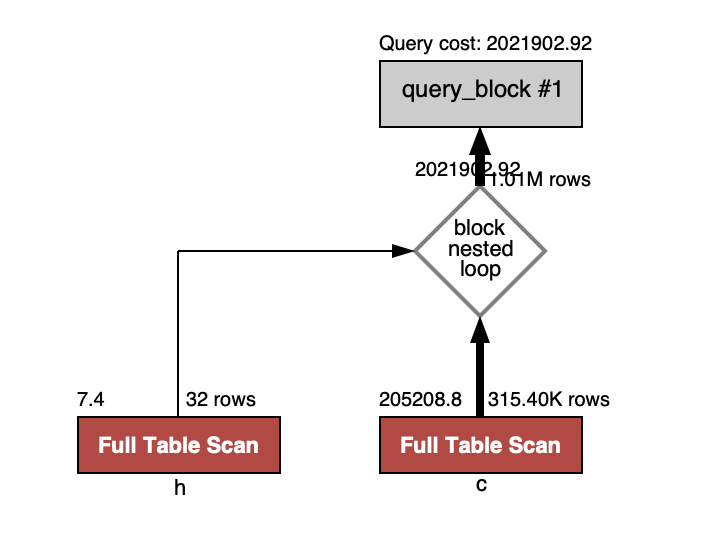 Query cost: 2021902.92
query_block #1
2021902.92
1.01M rows
block
nested
loop
7.4
32 rows
205208.8
315.40K rows
Full Table Scan
Full Table Scan
h
c